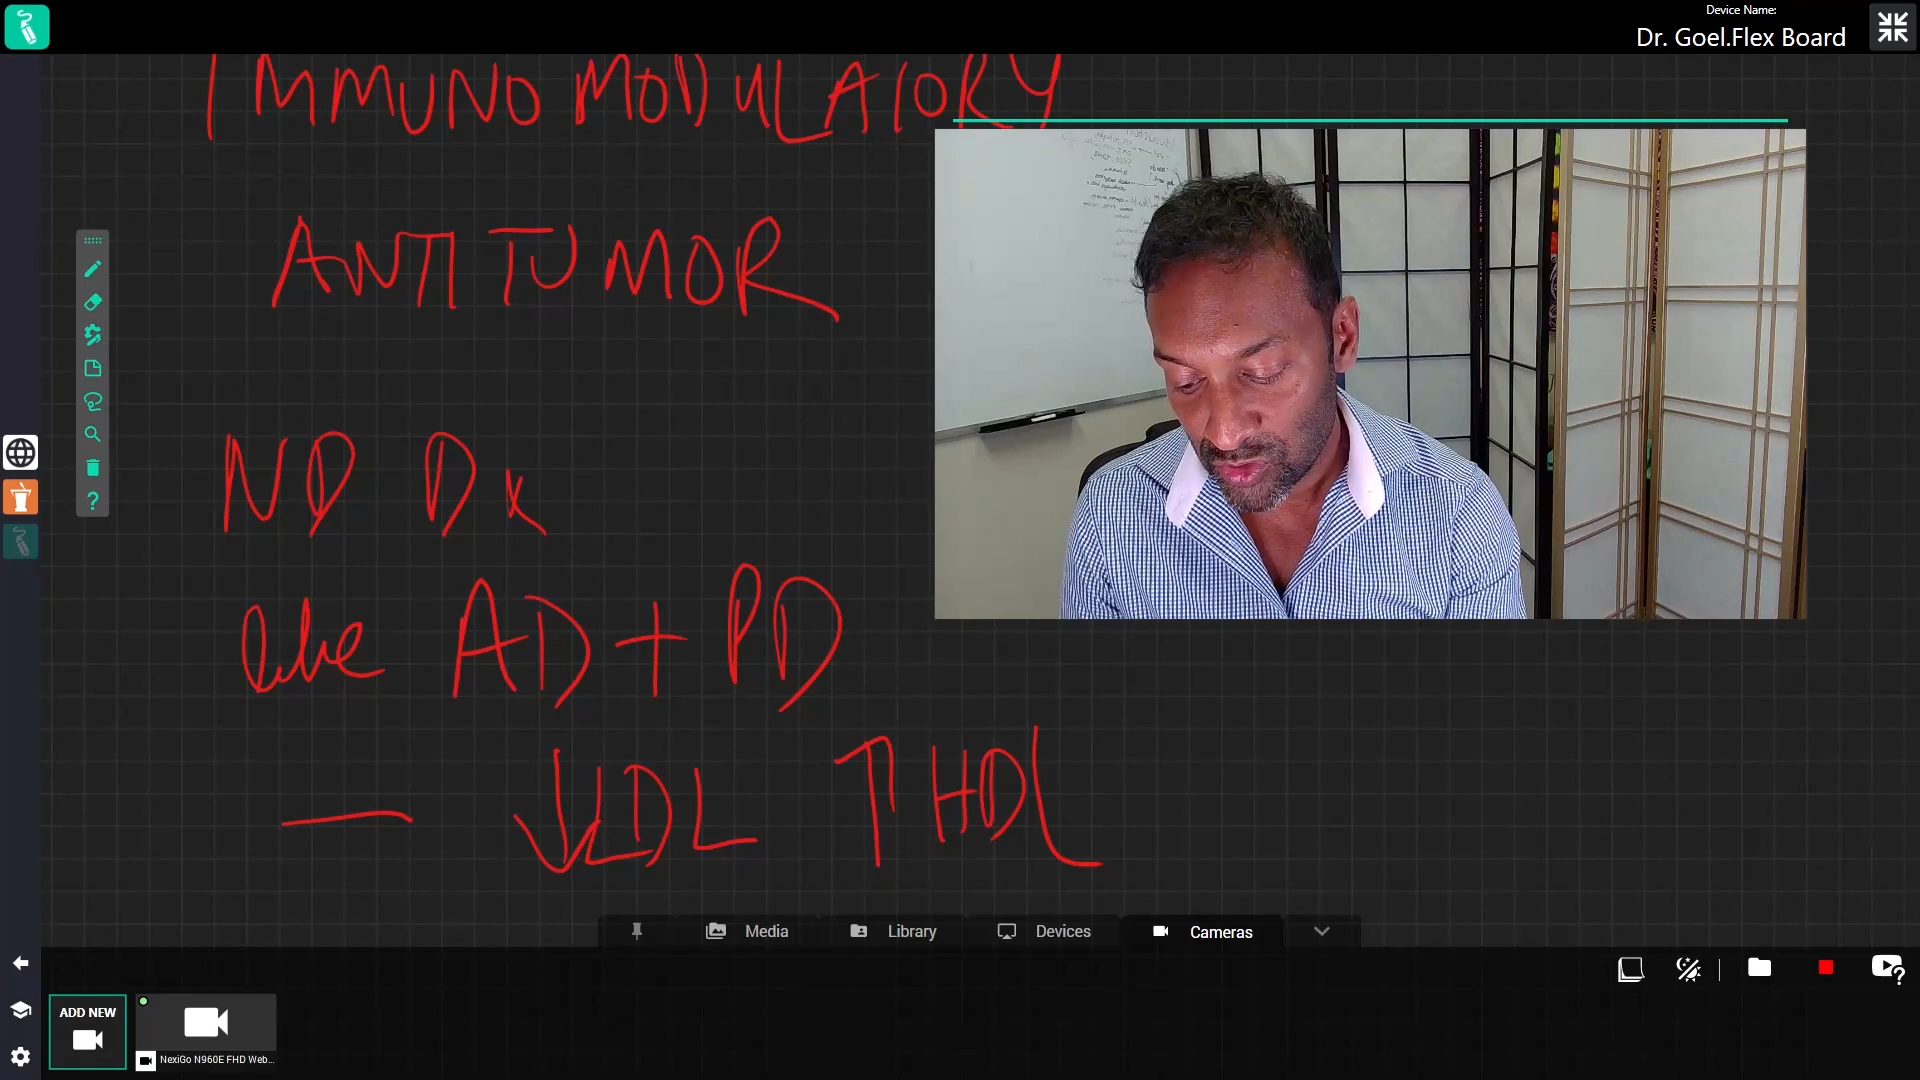 Device Name:
Dr. Goel.Flex Board
IMMUNOMODULATORY
ANTITUMOR
ND Dx
like AD + PD
— ↓LDL ↑HDL
Media
Library
Devices
Cameras
ADD NEW
NexiGo N960E FHD Web...